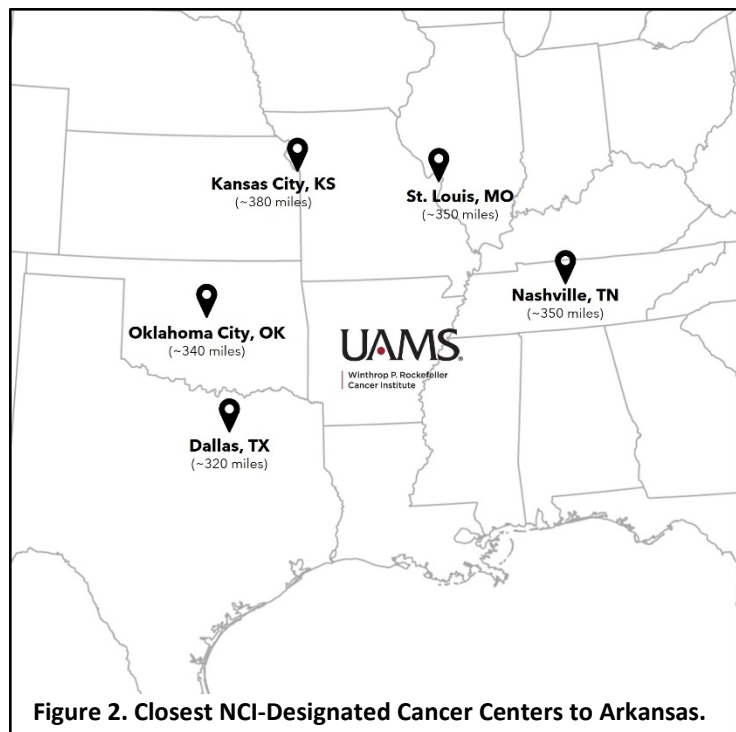 Kansas City, KS
(~380 miles)
St. Louis, MO
(~350 miles)
Nashville, TN
(~350 miles)
Oklahoma City, OK
(~340 miles)
UAMS®
Winthrop P. Rockefeller
Cancer Institute
Dallas, TX
(~320 miles)
Figure 2. Closest NCI-Designated Cancer Centers to Arkansas.